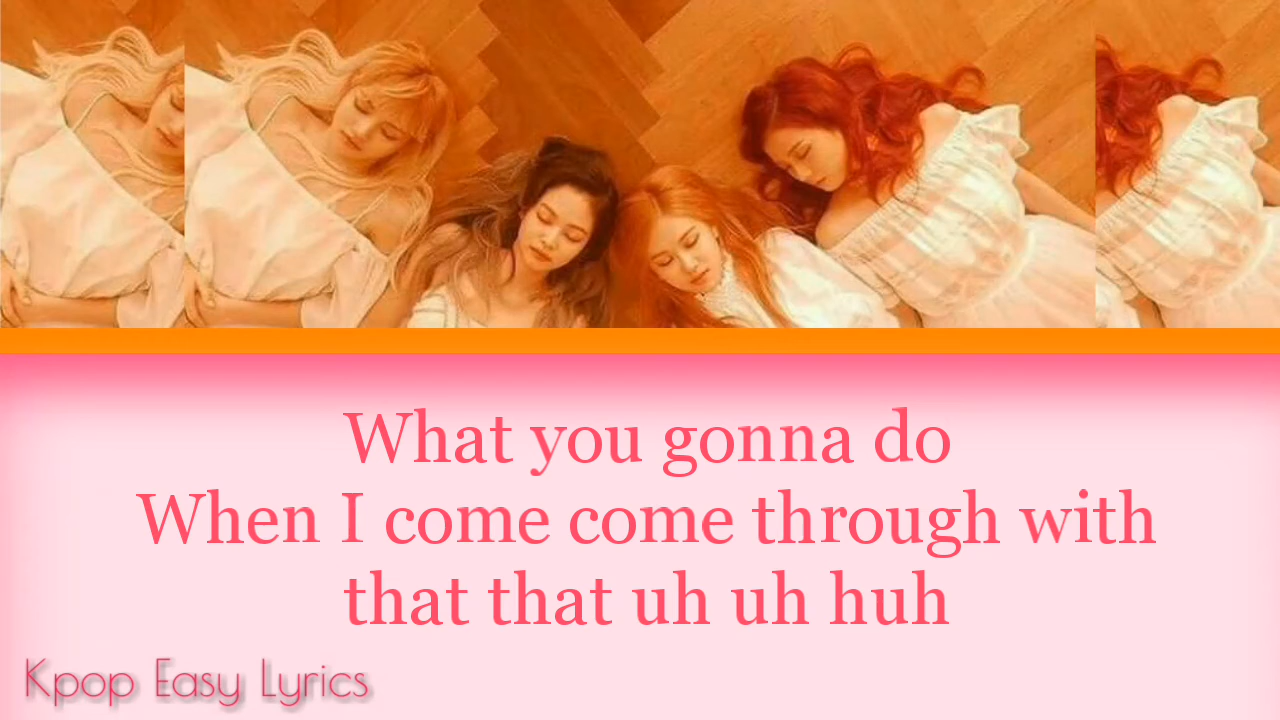 What you gonna do
When I come come through with
that that uh uh huh
Kpop Easy Lyrics